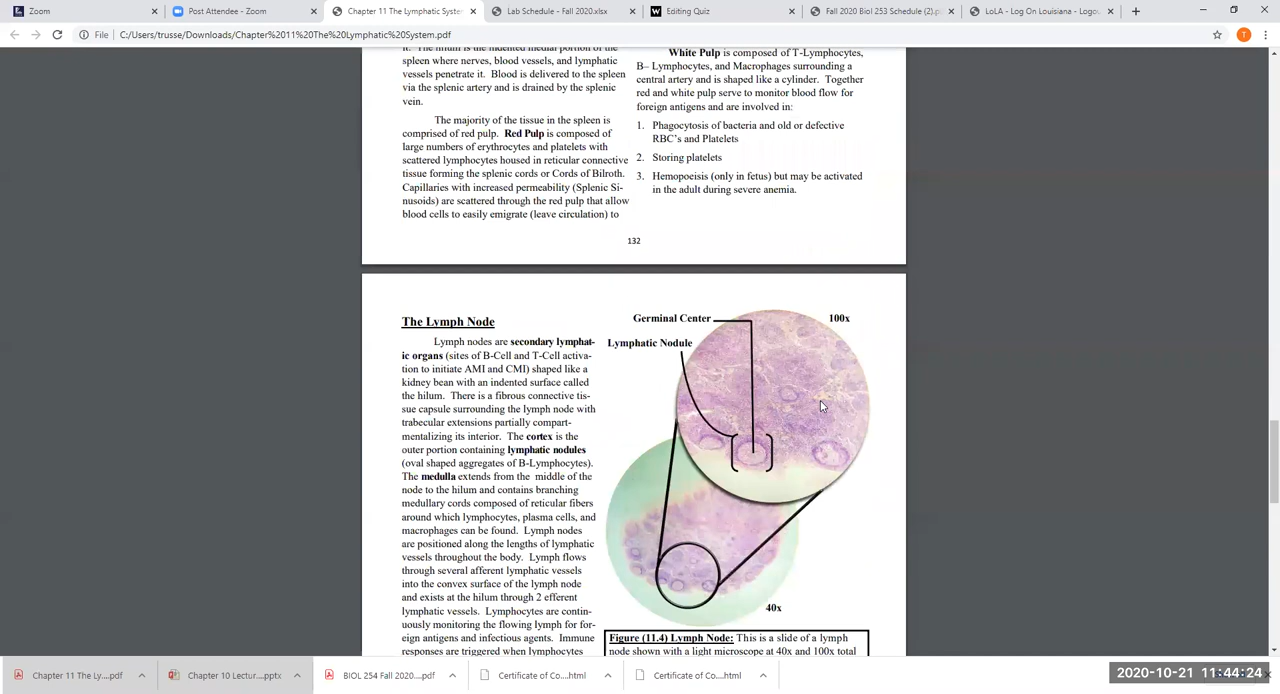 Zoom
Post Attendee - Zoom
Chapter 11 The Lymphatic Syster
Lab Schedule - Fall 2020.xlsx
Editing Quiz
Fall 2020 Biol 253 Schedule (2).p
LoLA - Log On Louisiana - Logou
File
C:/Users/trusse/Downloads/Chapter%2011%20The%20Lymphatic%20System.pdf
T
it. The hilum is the indented medial portion of the
spleen where nerves, blood vessels, and lymphatic
vessels penetrate it. Blood is delivered to the spleen
via the splenic artery and is drained by the splenic
vein.
The majority of the tissue in the spleen is
comprised of red pulp. Red Pulp is composed of
large numbers of erythrocytes and platelets with
scattered lymphocytes housed in reticular connective
tissue forming the splenic cords or Cords of Bilroth.
Capillaries with increased permeability (Splenic Si-
nusoids) are scattered through the red pulp that allow
blood cells to easily emigrate (leave circulation) to
White Pulp is composed of T-Lymphocytes,
B– Lymphocytes, and Macrophages surrounding a
central artery and is shaped like a cylinder. Together
red and white pulp serve to monitor blood flow for
foreign antigens and are involved in:
1. Phagocytosis of bacteria and old or defective
RBC's and Platelets
2. Storing platelets
3. Hemopoeisis (only in fetus) but may be activated
in the adult during severe anemia.
132
The Lymph Node
Lymph nodes are secondary lymphat-
ic organs (sites of B-Cell and T-Cell activa-
tion to initiate AMI and CMI) shaped like a
kidney bean with an indented surface called
the hilum. There is a fibrous connective tis-
sue capsule surrounding the lymph node with
trabecular extensions partially compart-
mentalizing its interior. The cortex is the
outer portion containing lymphatic nodules
(oval shaped aggregates of B-Lymphocytes).
The medulla extends from the middle of the
node to the hilum and contains branching
medullary cords composed of reticular fibers
around which lymphocytes, plasma cells, and
macrophages can be found. Lymph nodes
are positioned along the lengths of lymphatic
vessels throughout the body. Lymph flows
through several afferent lymphatic vessels
into the convex surface of the lymph node
and exists at the hilum through 2 efferent
lymphatic vessels. Lymphocytes are contin-
uously monitoring the flowing lymph for for-
eign antigens and infectious agents. Immune
responses are triggered when lymphocytes
Germinal Center
100x
Lymphatic Nodule
40x
Figure (11.4) Lymph Node: This is a slide of a lymph
node shown with a light microscope at 40x and 100x total
Chapter 11 The Ly....pdf
Chapter 10 Lectur....pptx
BIOL 254 Fall 2020....pdf
Certificate of Co....html
Certificate of Co....html
2020-10-21 11:44:24